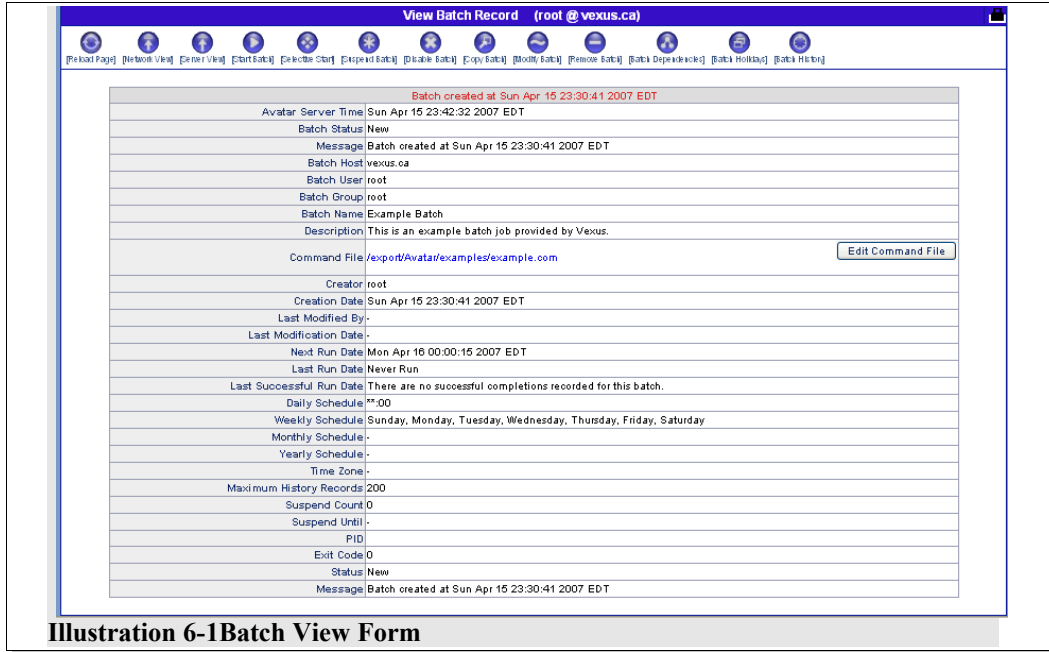 View Batch Record (root @ vexus.ca)
[Reload Page] [Network View] [Server View] [Start Batch] [Selective Start] [Suspend Batch] [Disable Batch] [Copy Batch] [Modify Batch] [Remove Batch] [Batch Dependencies] [Batch Holidays] [Batch History]
Batch created at Sun Apr 15 23:30:41 2007 EDT
Avatar Server Time Sun Apr 15 23:42:32 2007 EDT
Batch Status New
Message Batch created at Sun Apr 15 23:30:41 2007 EDT
Batch Host vexus.ca
Batch User root
Batch Group root
Batch Name Example Batch
Description This is an example batch job provided by Vexus.
Command File /export/Avatar/examples/example.com Edit Command File
Creator root
Creation Date Sun Apr 15 23:30:41 2007 EDT
Last Modified By -
Last Modification Date -
Next Run Date Mon Apr 16 00:00:15 2007 EDT
Last Run Date Never Run
Last Successful Run Date There are no successful completions recorded for this batch.
Daily Schedule **:00
Weekly Schedule Sunday, Monday, Tuesday, Wednesday, Thursday, Friday, Saturday
Monthly Schedule -
Yearly Schedule -
Time Zone -
Maximum History Records 200
Suspend Count 0
Suspend Until -
PID
Exit Code 0
Status New
Message Batch created at Sun Apr 15 23:30:41 2007 EDT
Illustration 6-1Batch View Form